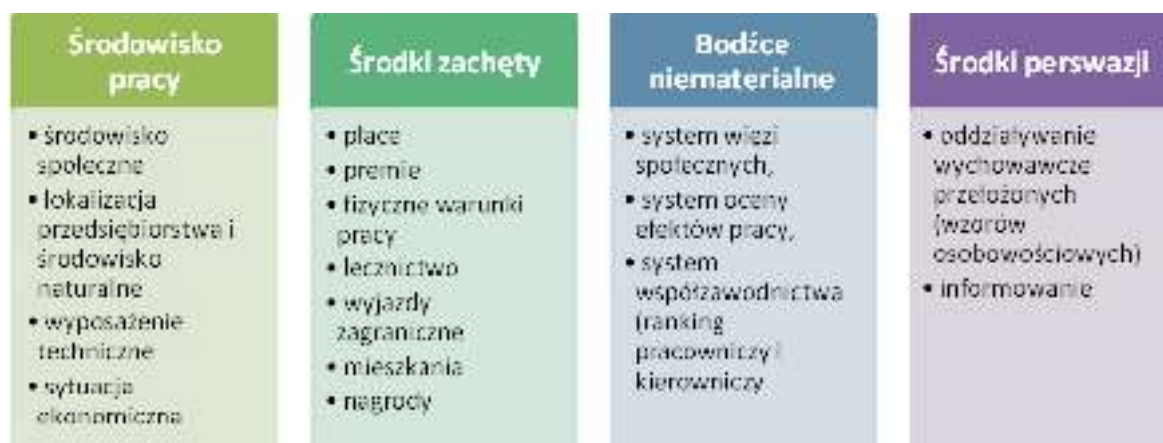 Środowisko
pracy
• środowisko
społeczne
• lokalizacja
przedsiębiorstwa i
środowisko
naturalne
• wyposażenie
techniczne
• sytuacja
ekonomiczna
Środki zachęty
• płace
• premie
• fizyczne warunki
pracy
• lecznictwo
• wyjazdy
zagraniczne
• mieszkania
• nagrody
Bodźce
niematerialne
• system więzi
społecznych,
• system oceny
efektów pracy,
• system
współzawodnictwa
(ranking
pracowniczy i
kierowniczy
Środki perswazji
• oddziaływanie
wychowawcze
przełożonych
(wzorów
osobowościowych)
• informowanie